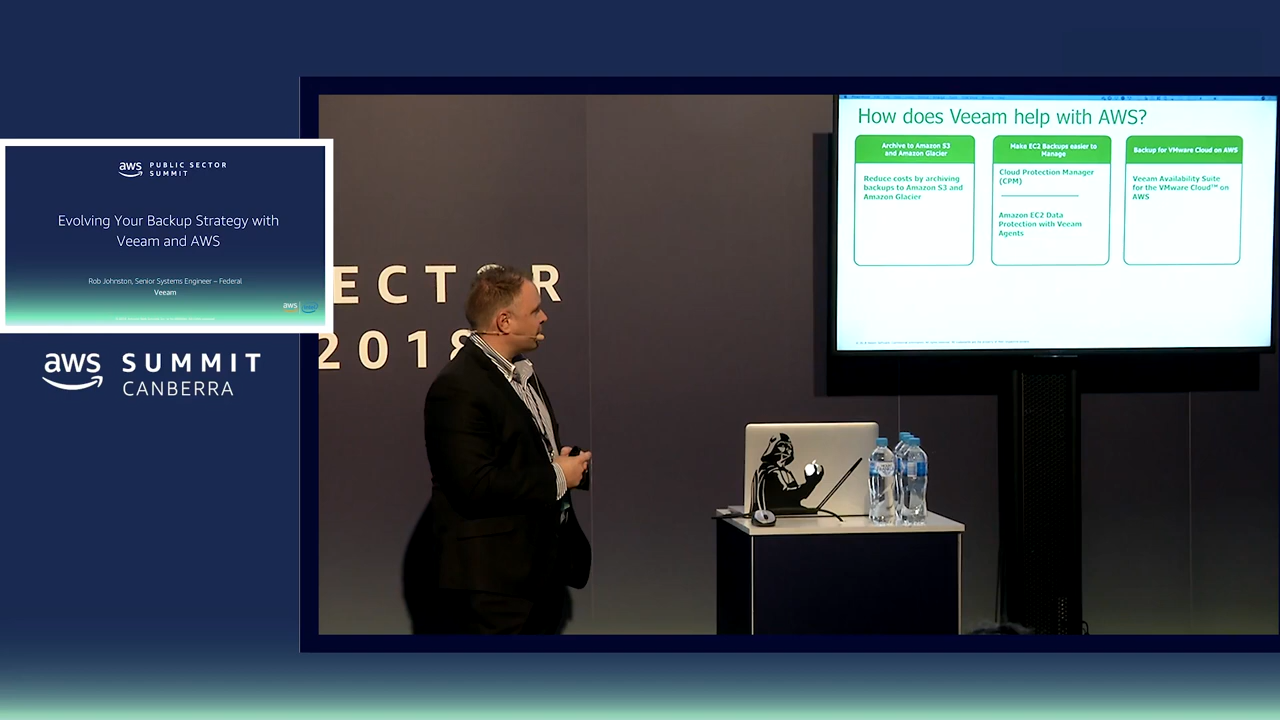 aws PUBLIC SECTOR
SUMMIT
Evolving Your Backup Strategy with
Veeam and AWS
Rob Johnston, Senior Systems Engineer – Federal
Veeam
aws
intel
aws SUMMIT
CANBERRA
ECTOR
2018
How does Veeam help with AWS?
Archive to Amazon S3
and Amazon Glacier
Reduce costs by archiving
backups to Amazon S3 and
Amazon Glacier
Make EC2 Backups easier to
Manage
Cloud Protection Manager
(CPM)
Amazon EC2 Data
Protection with Veeam
Agents
Backup for VMware Cloud on AWS
Veeam Availability Suite
for the VMware Cloud™ on
AWS